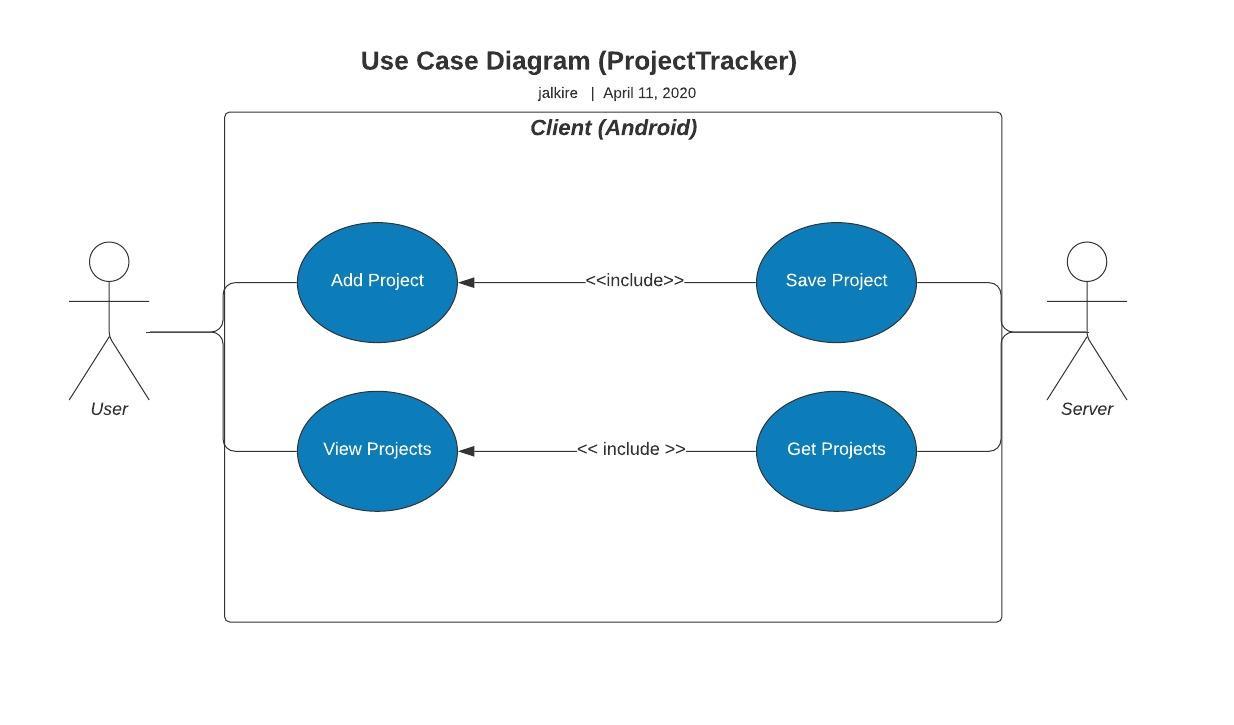 Use Case Diagram (ProjectTracker)
jalkire | April 11, 2020
Client (Android)
Add Project
<<include>>
Save Project
User
Server
View Projects
<< include >>
Get Projects